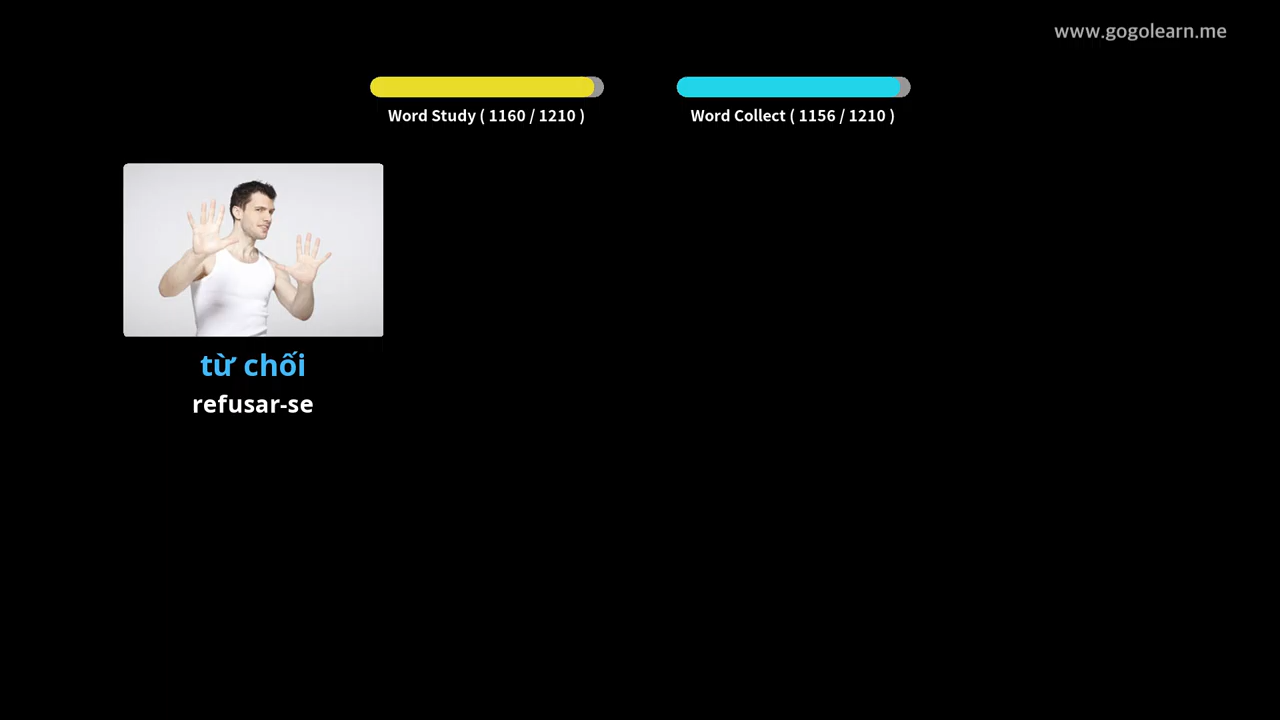 www.gogolearn.me
Word Study ( 1160 / 1210 )
Word Collect ( 1156 / 1210 )
từ chối
refusar-se